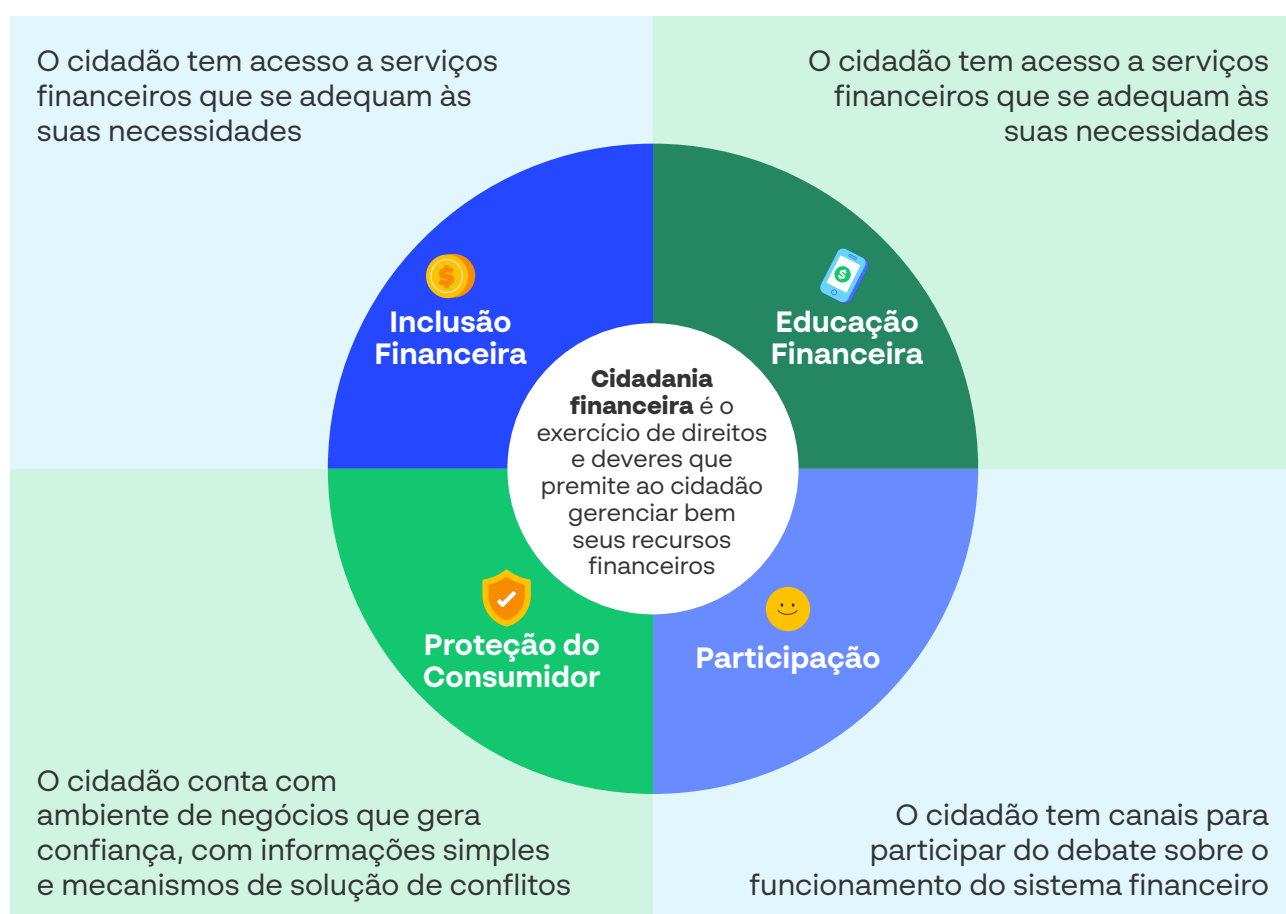 O cidadão tem acesso a serviços
financeiros que se adequam às
suas necessidades
O cidadão tem acesso a serviços
financeiros que se adequam às
suas necessidades
Inclusão
Financeira
Educação
Financeira
Cidadania
financeira é o
exercício de direitos
e deveres que
premite ao cidadão
gerenciar bem
seus recursos
financeiros
Proteção do
Consumidor
Participação
O cidadão conta com
ambiente de negócios que gera
confiança, com informações simples
e mecanismos de solução de conflitos
O cidadão tem canais para
participar do debate sobre o
funcionamento do sistema financeiro